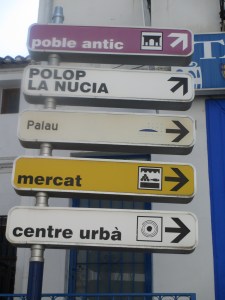 poble antic
POLOP
LA NUCIA
Palau
mercat
centre urbà